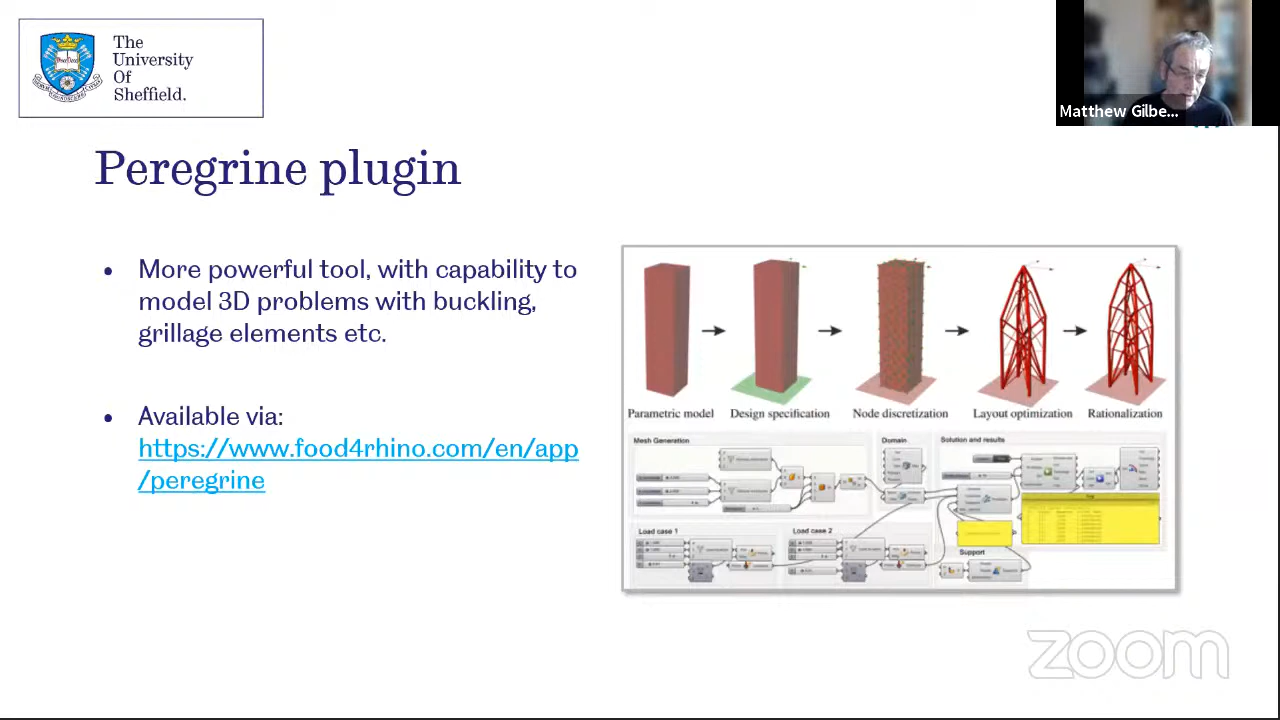 The
University
Of
Sheffield.
Matthew Gilbe...
Peregrine plugin
• More powerful tool, with capability to
model 3D problems with buckling,
grillage elements etc.
• Available via:
https://www.food4rhino.com/en/app
/peregrine
Parametric model
Design specification
Node discretization
Layout optimization
Rationalization
Mesh Generation
Domain
Solution and results
Load case 1
Load case 2
Support
zoom